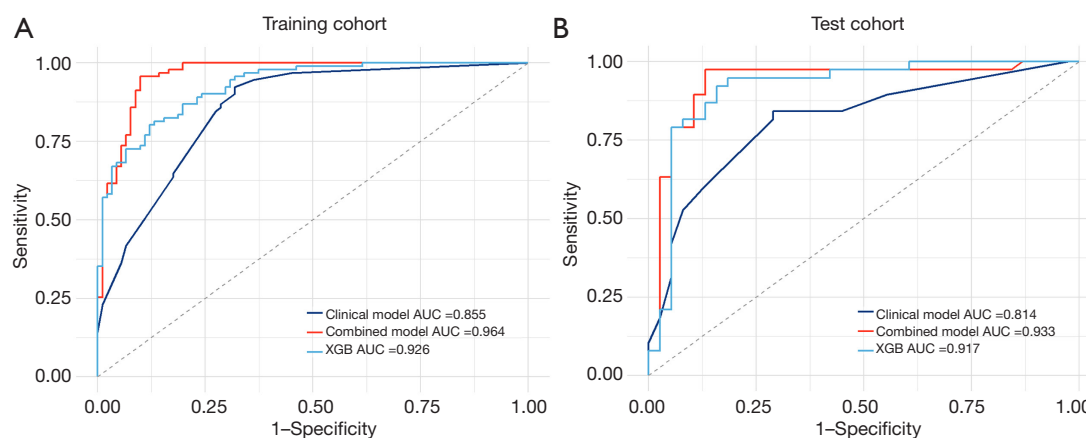 A
Training cohort
1.00
0.75
0.50
0.25
0.00
Sensitivity
Clinical model AUC =0.855
Combined model AUC =0.964
XGB AUC =0.926
0.00 0.25 0.50 0.75 1.00
1–Specificity
B
Test cohort
1.00
0.75
0.50
0.25
0.00
Sensitivity
Clinical model AUC =0.814
Combined model AUC =0.933
XGB AUC =0.917
0.00 0.25 0.50 0.75 1.00
1–Specificity